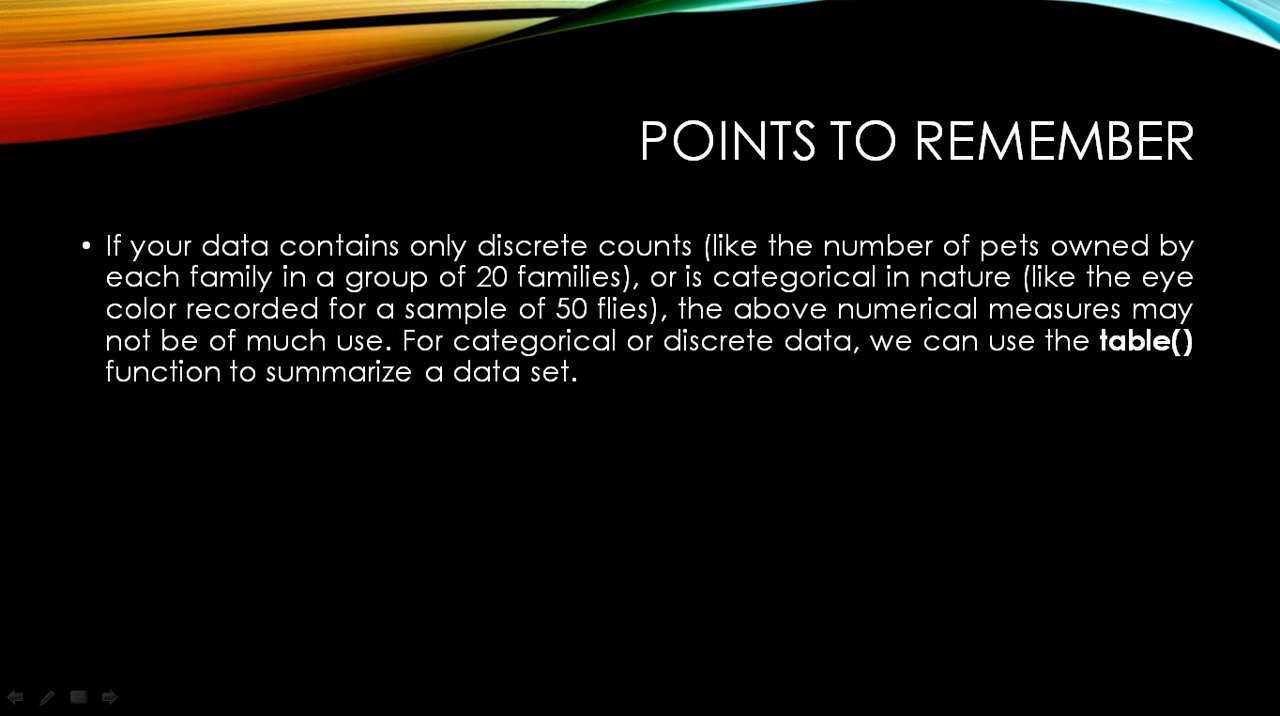 POINTS TO REMEMBER
• If your data contains only discrete counts (like the number of pets owned by
each family in a group of 20 families), or is categorical in nature (like the eye
color recorded for a sample of 50 flies), the above numerical measures may
not be of much use. For categorical or discrete data, we can use the table()
function to summarize a data set.